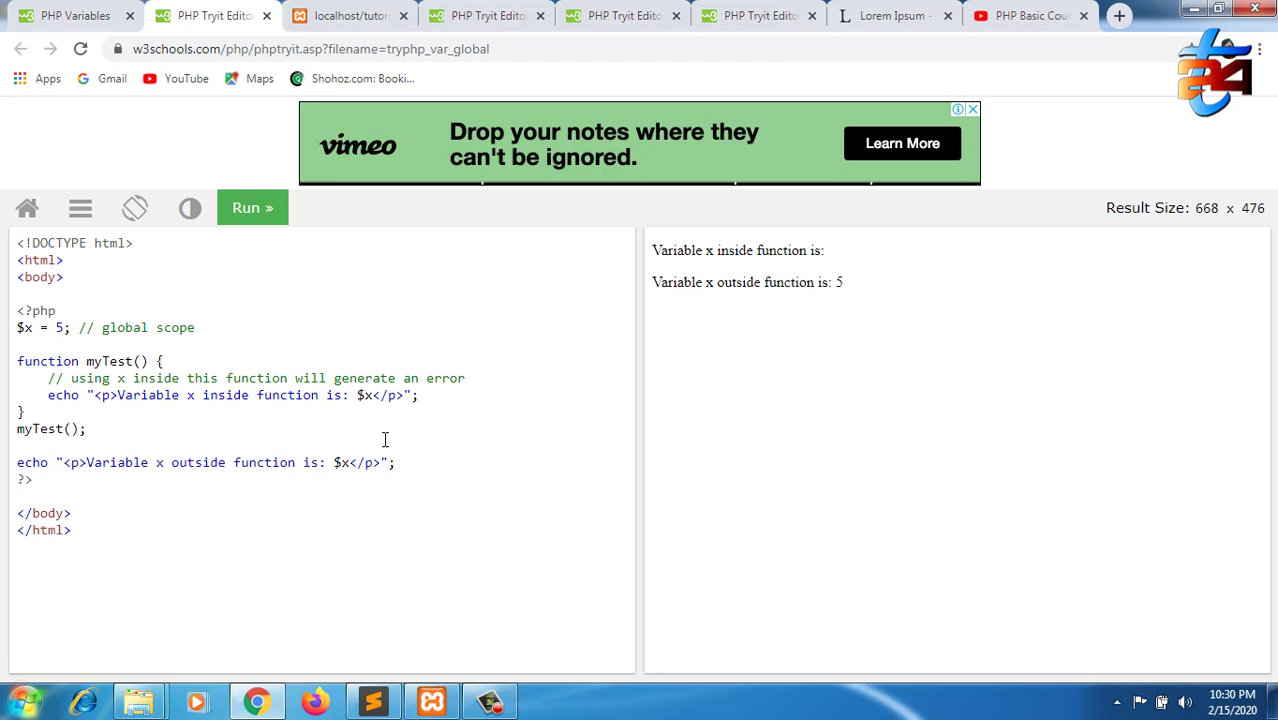 PHP Variables
PHP Tryit Editor
localhost/tutor
PHP Tryit Edito
PHP Tryit Edito
PHP Tryit Edito
Lorem Ipsum -
PHP Basic Cour
w3schools.com/php/phptryit.asp?filename=tryphp_var_global
Apps
Gmail
YouTube
Maps
Shohoz.com: Booki...
vimeo
Drop your notes where they
can't be ignored.
Learn More
Run »
Result Size: 668 x 476
<!DOCTYPE html>
<html>
<body>
<?php
$x = 5; // global scope
function myTest() {
// using x inside this function will generate an error
echo "<p>Variable x inside function is: $x</p>";
}
myTest();
echo "<p>Variable x outside function is: $x</p>";
?>
</body>
</html>
Variable x inside function is:
Variable x outside function is: 5
10:30 PM
2/15/2020